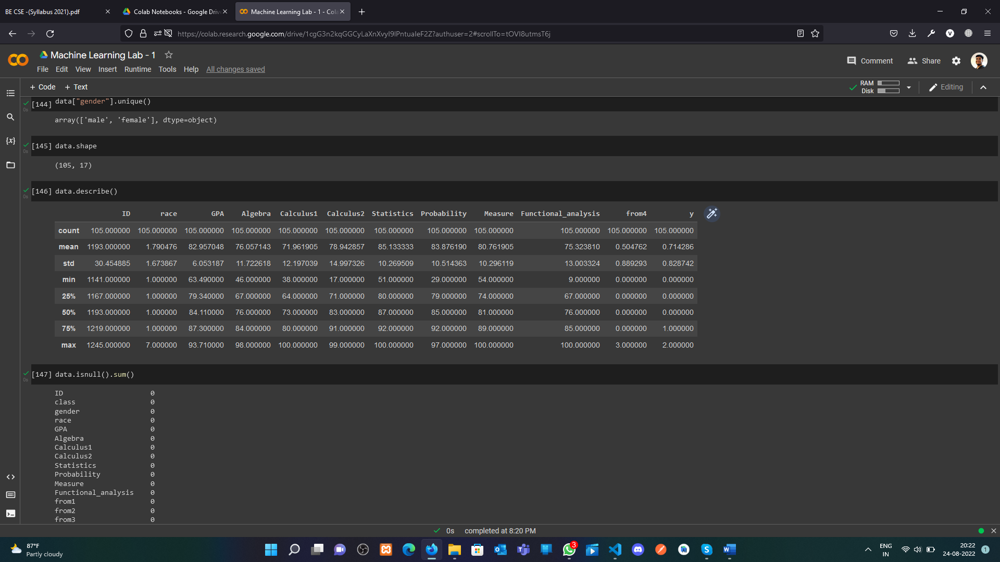 BE CSE -(Syllabus 2021).pdf
Colab Notebooks - Google Drive
Machine Learning Lab - 1 - Cola
https://colab.research.google.com/drive/1cgG3n2kqGGCyLaXnXvyI9lPntuaIeF2Z?authuser=2#scrollTo=tOVI8utmsT6j
Machine Learning Lab - 1
File Edit View Insert Runtime Tools Help All changes saved
Comment Share
+ Code + Text
RAM
Disk
Editing
[144] data["gender"].unique()
0s
array(['male', 'female'], dtype=object)
[145] data.shape
0s
(105, 17)
[146] data.describe()
0s
ID race GPA Algebra Calculus1 Calculus2 Statistics Probability Measure Functional_analysis from4 y
count 105.000000 105.000000 105.000000 105.000000 105.000000 105.000000 105.000000 105.000000 105.000000 105.000000 105.000000 105.000000
mean 1193.000000 1.790476 82.957048 76.057143 71.961905 78.942857 85.133333 83.876190 80.761905 75.323810 0.504762 0.714286
std 30.454885 1.673867 6.053187 11.722618 12.197039 14.997326 10.269509 10.514363 10.296119 13.003324 0.889293 0.828742
min 1141.000000 1.000000 63.490000 46.000000 38.000000 17.000000 51.000000 29.000000 54.000000 9.000000 0.000000 0.000000
25% 1167.000000 1.000000 79.340000 67.000000 64.000000 71.000000 80.000000 79.000000 74.000000 67.000000 0.000000 0.000000
50% 1193.000000 1.000000 84.110000 76.000000 73.000000 83.000000 87.000000 85.000000 81.000000 76.000000 0.000000 0.000000
75% 1219.000000 1.000000 87.300000 84.000000 80.000000 91.000000 92.000000 92.000000 89.000000 85.000000 0.000000 1.000000
max 1245.000000 7.000000 93.710000 98.000000 100.000000 99.000000 100.000000 97.000000 100.000000 100.000000 3.000000 2.000000
[147] data.isnull().sum()
0s
ID 0
class 0
gender 0
race 0
GPA 0
Algebra 0
Calculus1 0
Calculus2 0
Statistics 0
Probability 0
Measure 0
Functional_analysis 0
from1 0
from2 0
from3 0
0s completed at 8:20 PM
87°F
Partly cloudy
3
ENG
IN
20:22
24-08-2022
1